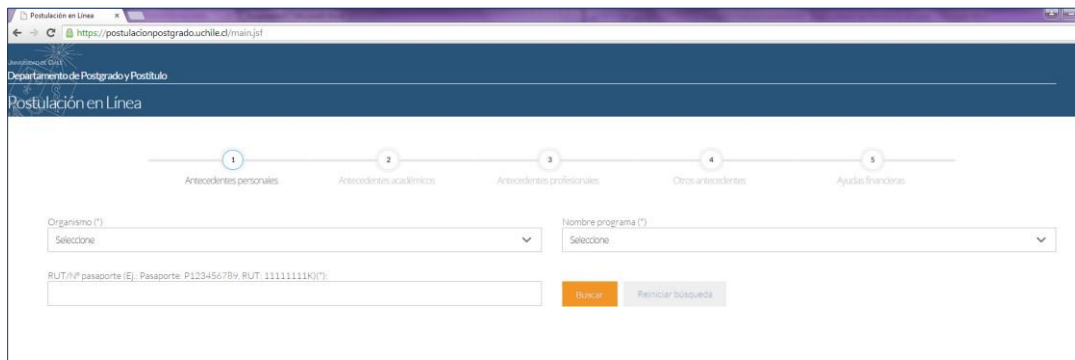 Postulación en Línea
https://postulacionpostgrado.uchile.cl/main.jsf
Departamento de Postgrado y Postítulo
Postulación en Línea
1 2 3 4 5
Antecedentes personales Antecedentes académicos Antecedentes profesionales Otros antecedentes Ayudas financieras
Organismo (*) Nombre programa (*)
Seleccione Seleccione
RUT/Nº pasaporte (Ej.: Pasaporte: P123456789, RUT: 11111111K)(*):
Buscar Reiniciar búsqueda